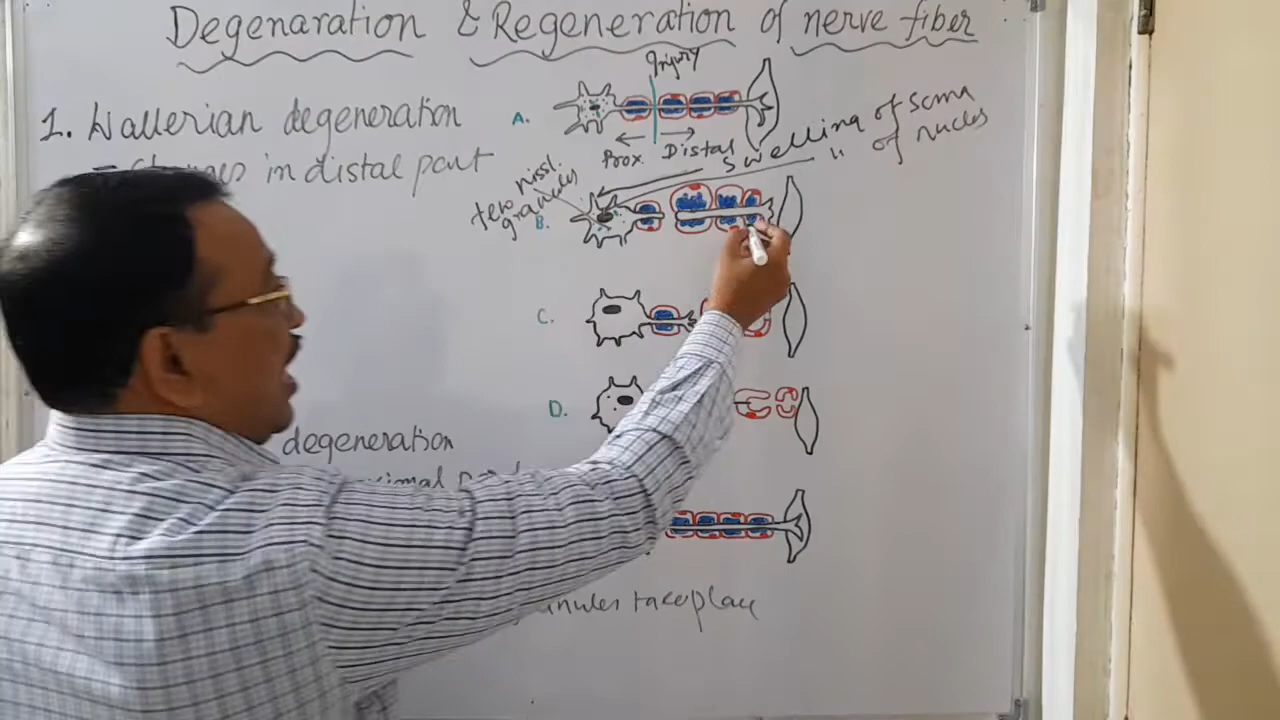 Degenaration & Regeneration of nerve fiber
1. Wallerian degeneration
in distal part
Injury
A.
Prox. Distal
swelling of soma
" of nucles
few nissl.
granules
B.
C.
D.
degeneration
takeplace